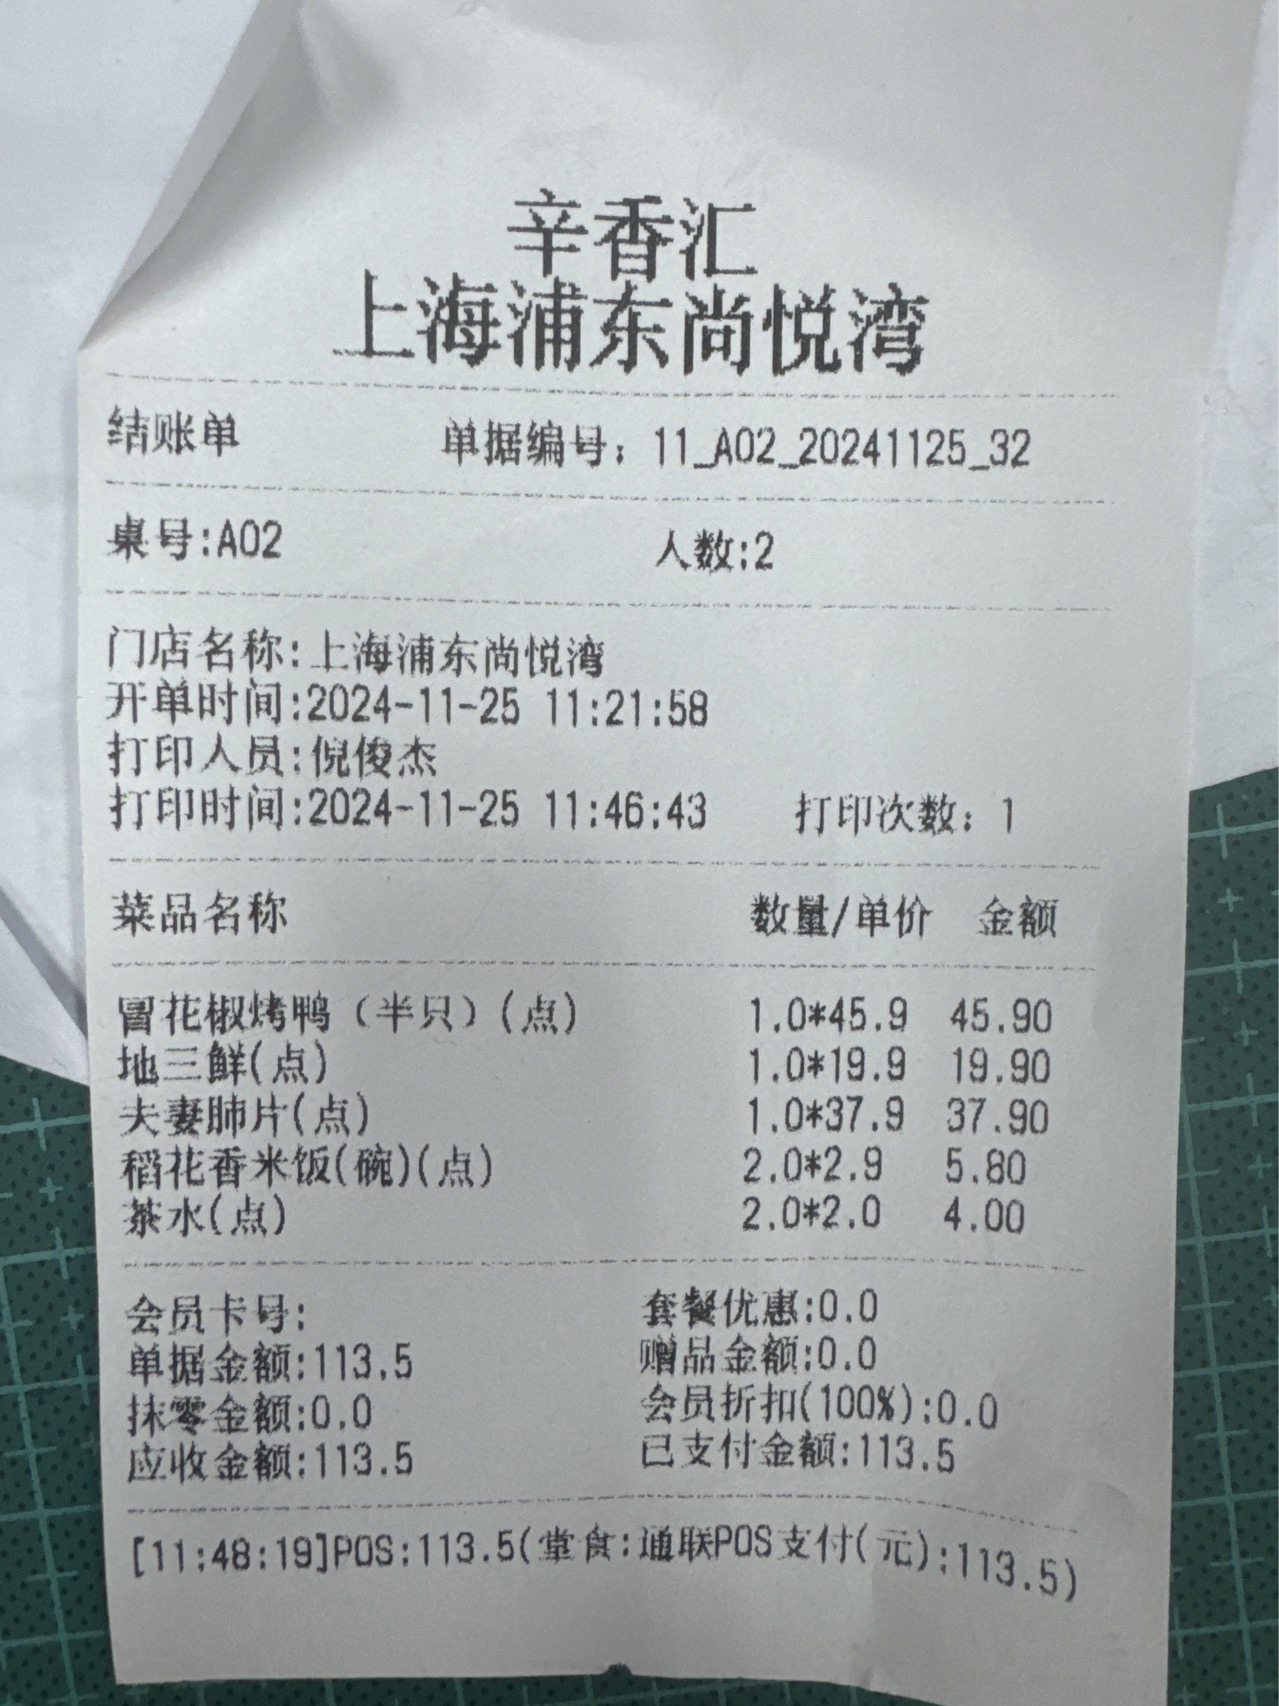 辛香汇
上海浦东尚悦湾
结账单 单据编号：11_A02_20241125_32
桌号:A02 人数:2
门店名称:上海浦东尚悦湾
开单时间:2024-11-25 11:21:58
打印人员:倪俊杰
打印时间:2024-11-25 11:46:43 打印次数：1
菜品名称 数量/单价 金额
冒花椒烤鸭（半只）(点) 1.0*45.9 45.90
地三鲜(点) 1.0*19.9 19.90
夫妻肺片(点) 1.0*37.9 37.90
稻花香米饭(碗)(点) 2.0*2.9 5.80
茶水(点) 2.0*2.0 4.00
会员卡号: 套餐优惠:0.0
单据金额:113.5 赠品金额:0.0
抹零金额:0.0 会员折扣(100%):0.0
应收金额:113.5 已支付金额:113.5
[11:48:19]POS:113.5(堂食:通联POS支付(元):113.5)